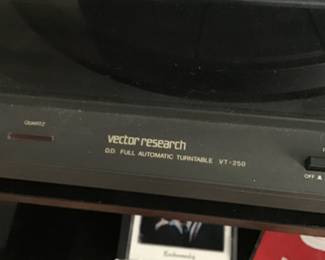 QUARTZ
vector research
D.D. FULL AUTOMATIC TURNTABLE VT-250
OFF